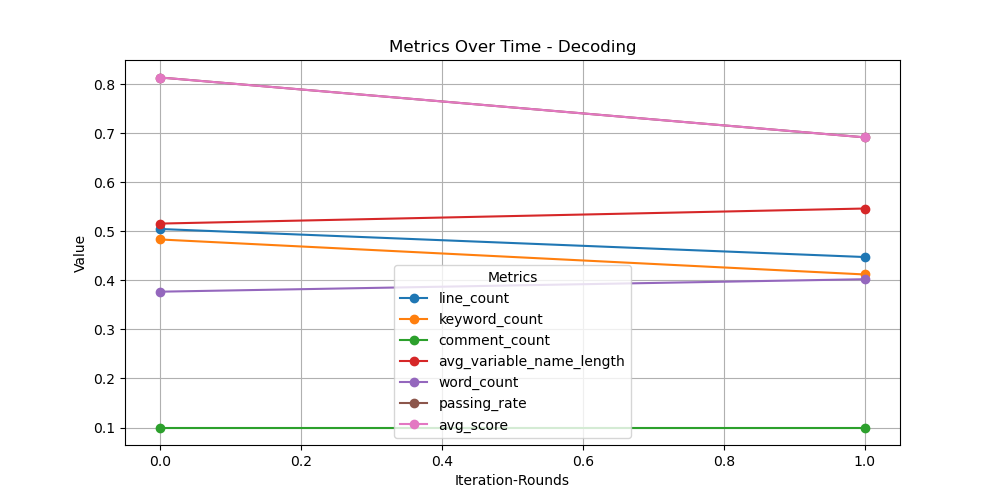 Metrics Over Time - Decoding
Value
0.8
0.7
0.6
0.5
0.4
0.3
0.2
0.1
Metrics
line_count
keyword_count
comment_count
avg_variable_name_length
word_count
passing_rate
avg_score
0.0 0.2 0.4 0.6 0.8 1.0
Iteration-Rounds